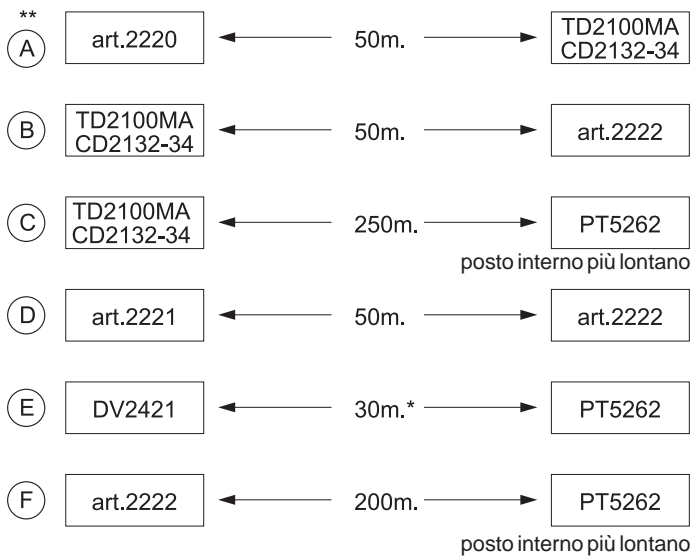 **
A art.2220 50m. TD2100MA
CD2132-34
B TD2100MA
CD2132-34 50m. art.2222
C TD2100MA
CD2132-34 250m. PT5262
posto interno più lontano
D art.2221 50m. art.2222
E DV2421 30m.* PT5262
F art.2222 200m. PT5262
posto interno più lontano